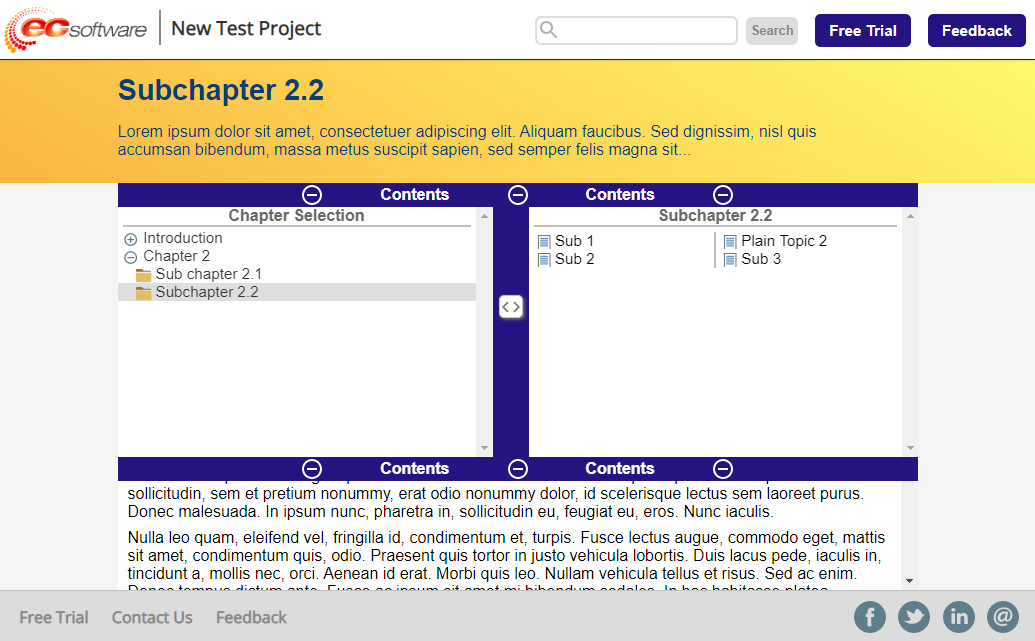 ecsoftware
New Test Project
Search
Free Trial
Feedback
Subchapter 2.2
Lorem ipsum dolor sit amet, consectetuer adipiscing elit. Aliquam faucibus. Sed dignissim, nisl quis
accumsan bibendum, massa metus suscipit sapien, sed semper felis magna sit...
Contents
Contents
Chapter Selection
Introduction
Chapter 2
Sub chapter 2.1
Subchapter 2.2
Subchapter 2.2
Sub 1
Sub 2
Plain Topic 2
Sub 3
Contents
Contents
sollicitudin, sem et pretium nonummy, erat odio nonummy dolor, id scelerisque lectus sem laoreet purus.
Donec malesuada. In ipsum nunc, pharetra in, sollicitudin eu, feugiat eu, eros. Nunc iaculis.
Nulla leo quam, eleifend vel, fringilla id, condimentum et, turpis. Fusce lectus augue, commodo eget, mattis
sit amet, condimentum quis, odio. Praesent quis tortor in justo vehicula lobortis. Duis lacus pede, iaculis in,
tincidunt a, mollis nec, orci. Aenean id erat. Morbi quis leo. Nullam vehicula tellus et risus. Sed ac enim.
Free Trial
Contact Us
Feedback